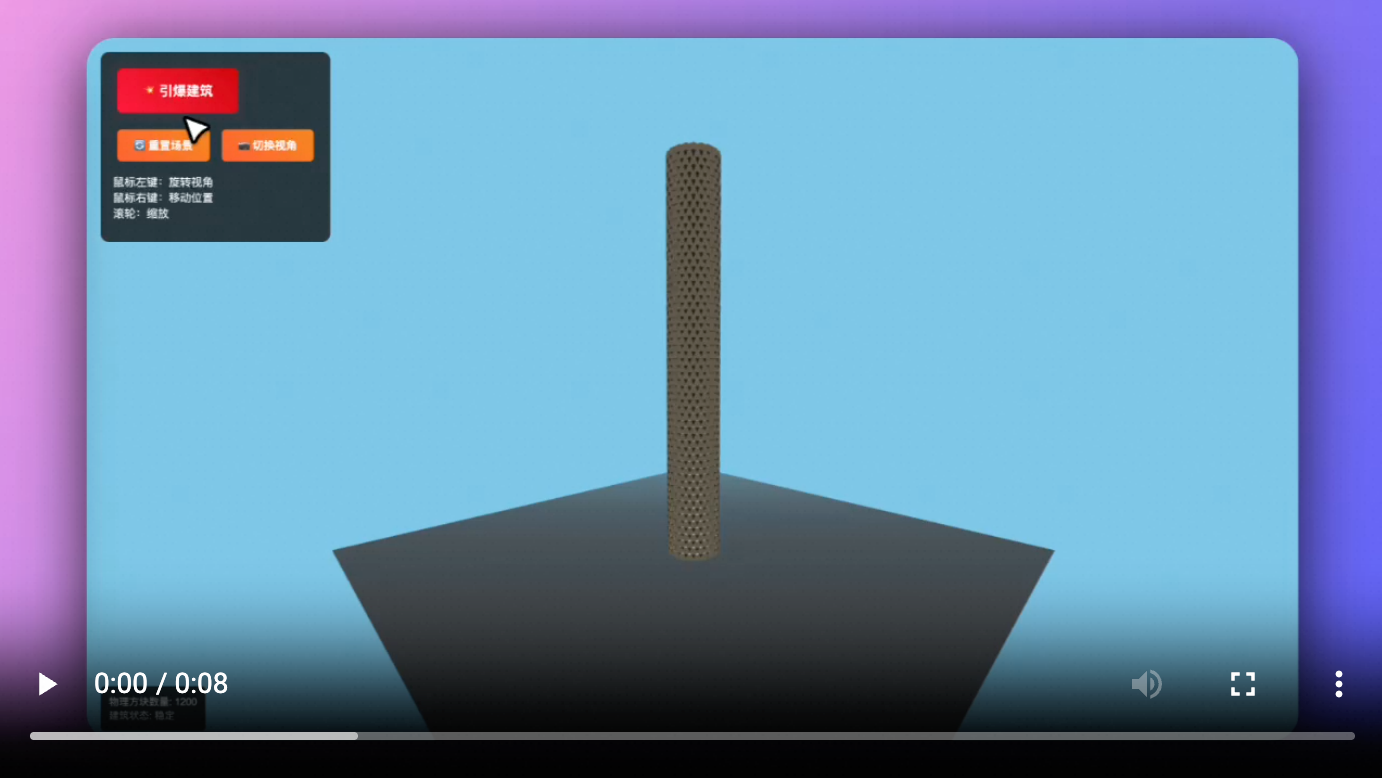 引爆建筑
重置场景
切换视角
鼠标左键：旋转视角
鼠标右键：移动位置
滚轮：缩放
0:00 / 0:08
物理方块数量: 1200
建筑状态: 稳定